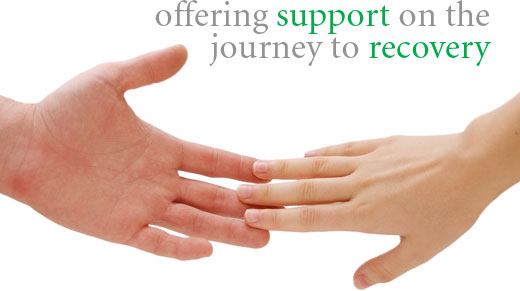 offering support on the
journey to recovery